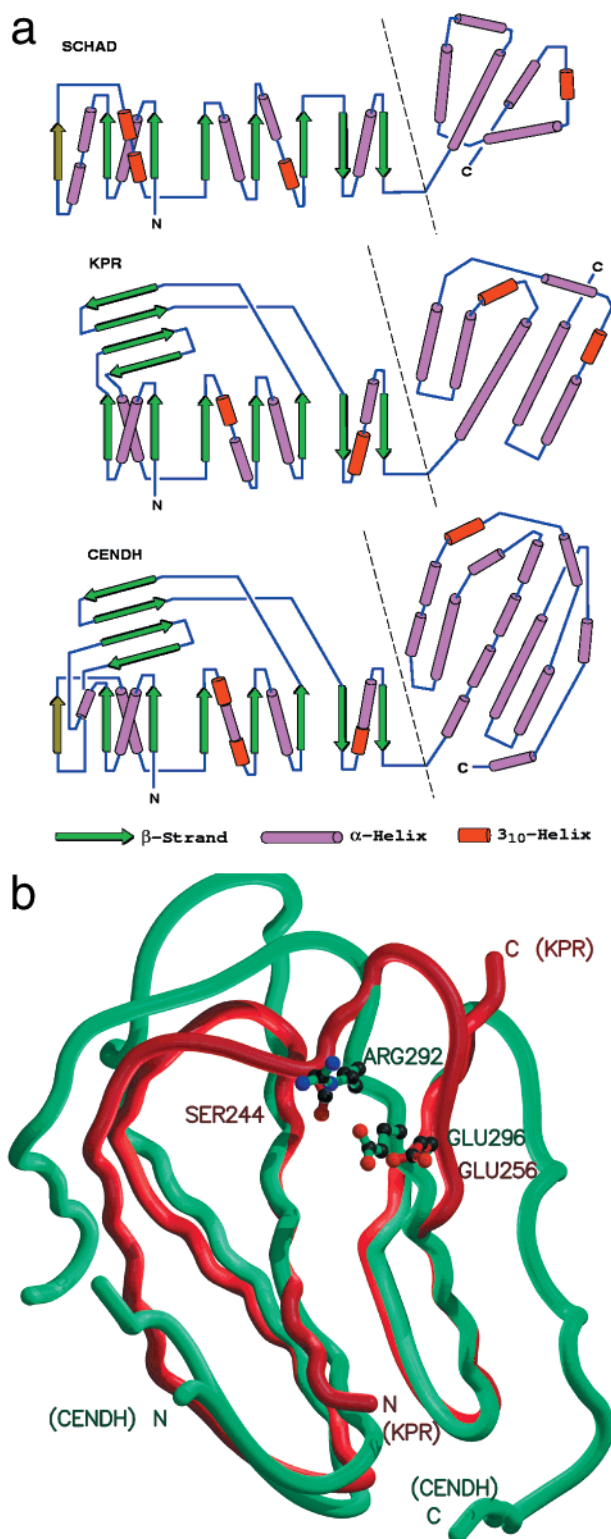 a
SCHAD
N
C
KPR
C
N
CENDH
N
C
β-Strand α-Helix 3₁₀-Helix
b
C (KPR)
ARG292
SER244
GLU296
GLU256
(CENDH) N
N
(KPR)
(CENDH)
C